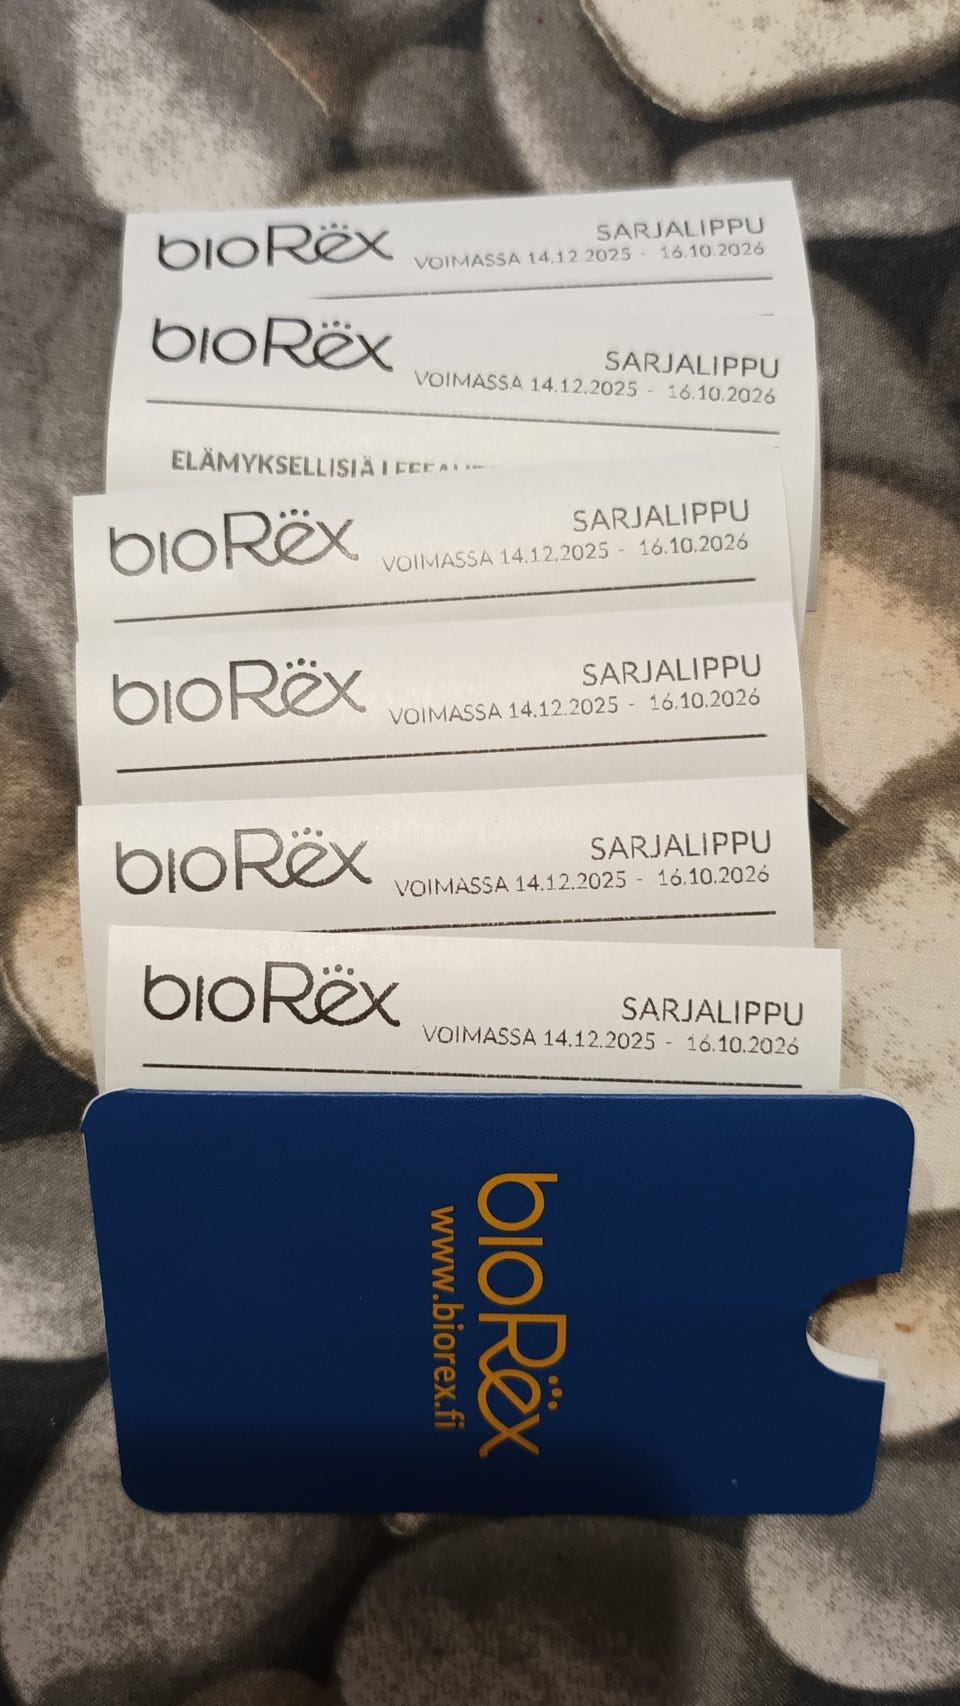 bioRëx
SARJALIPPU
VOIMASSA 14.12.2025 - 16.10.2026
bioRëx
SARJALIPPU
VOIMASSA 14.12.2025 - 16.10.2026
ELÄMYKSELLISIÄ
bioRëx
SARJALIPPU
VOIMASSA 14.12.2025 - 16.10.2026
bioRëx
SARJALIPPU
VOIMASSA 14.12.2025 - 16.10.2026
bioRëx
SARJALIPPU
VOIMASSA 14.12.2025 - 16.10.2026
bioRëx
SARJALIPPU
VOIMASSA 14.12.2025 - 16.10.2026
bioRëx
www.biorex.fi